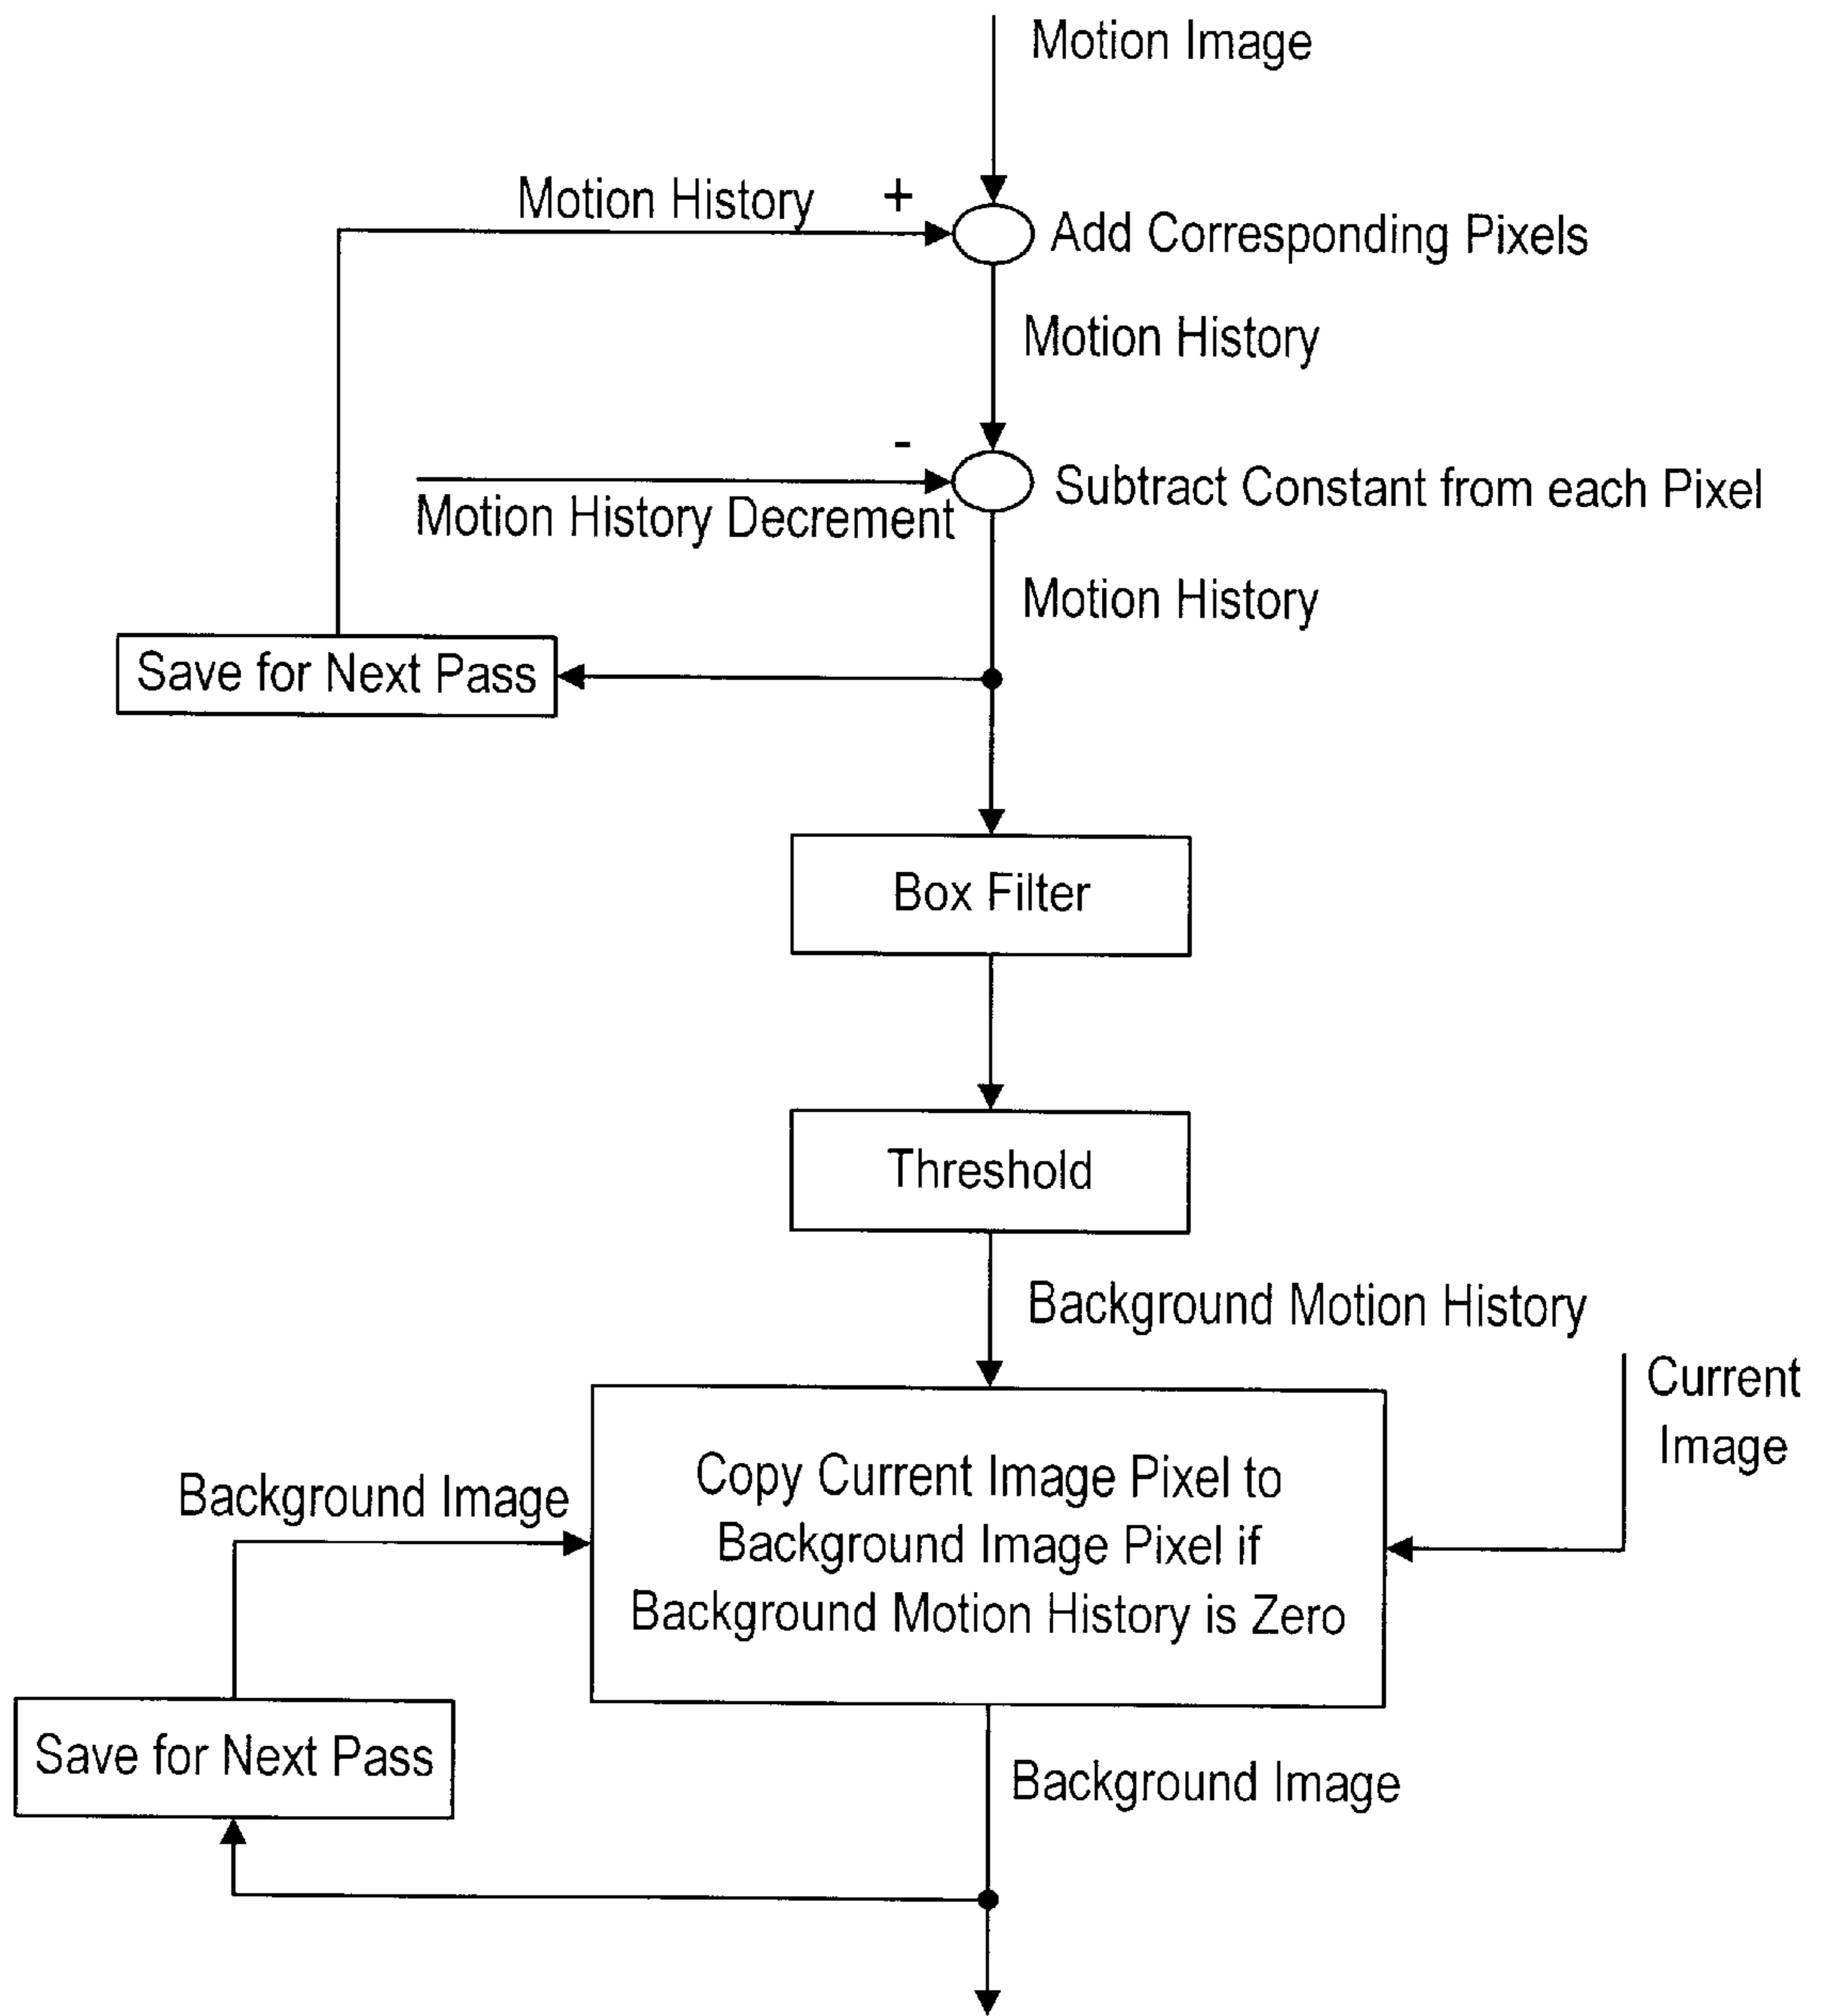 Motion Image
Motion History +
Add Corresponding Pixels
Motion History
-
Subtract Constant from each Pixel
Motion History Decrement
Motion History
Save for Next Pass
Box Filter
Threshold
Background Motion History
Current
Image
Copy Current Image Pixel to
Background Image Pixel if
Background Motion History is Zero
Background Image
Save for Next Pass
Background Image